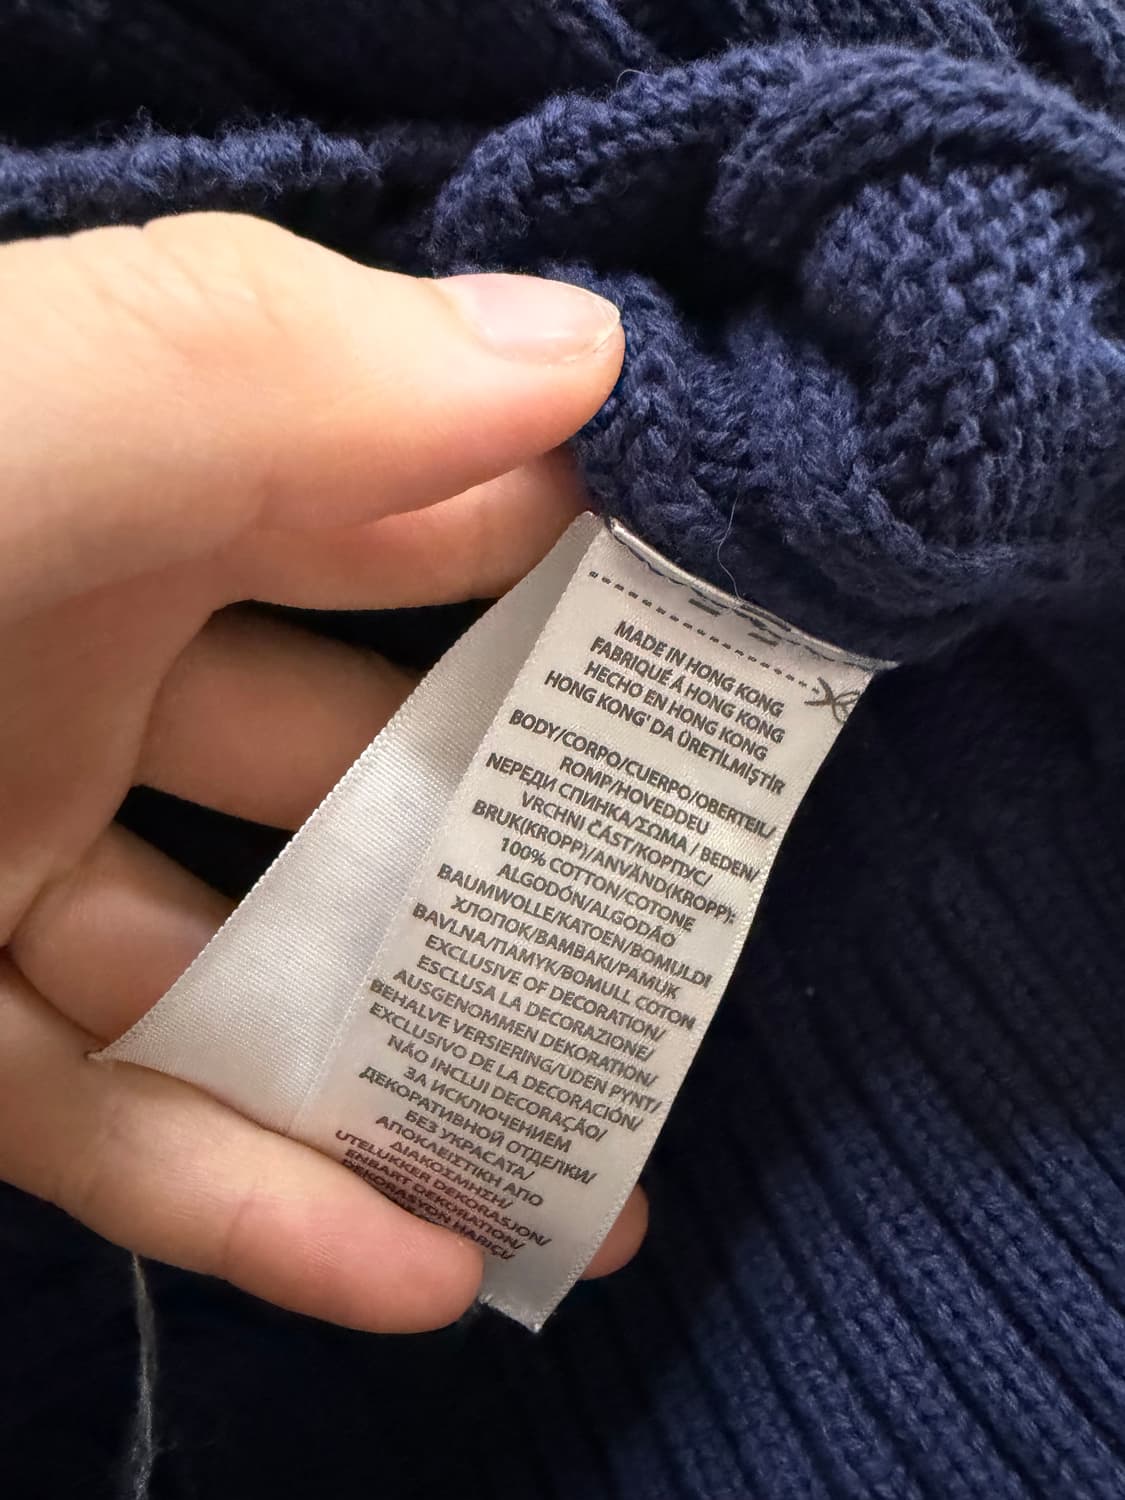 MADE IN HONG KONG
FABRIQUÉ Á HONG KONG
HECHO EN HONG KONG
HONG KONG' DA ÜRETİLMİŞTİR
BODY/CORPO/CUERPO/OBERTEIL/
ROMP/HOVEDDEU
NЕРЕДИ СПИНКА/ΣΩΜΑ / BEDEN/
VRCHNI ČÁST/КОРПУС/
BRUK(KROPP)/ANVÄND(KROPP):
100% COTTON/COTONE
ALGODÓN/ALGODÃO
BAUMWOLLE/KATOEN/BOMULDI
ХЛОПОК/BAMBAKI/PAMUK
BAVLNA/ПАМУК/BOMULL COTON
EXCLUSIVE OF DECORATION/
ESCLUSA LA DECORAZIONE/
AUSGENOMMEN DEKORATION/
BEHALVE VERSIERING/UDEN PYNT/
EXCLUSIVO DE LA DECORACIÓN/
NÃO INCLUI DECORAÇÃO/
ЗА ИСКЛЮЧЕНИЕМ
ДЕКОРАТИВНОЙ ОТДЕЛКИ/
БЕЗ УКРАСАТА/
ΑΠΟΚΛΕΙΣΤΙΚΗ ΑΠΟ
ΔΙΑΚΟΣΜΗΣΗ/
UTELUKKER DEKORASJON/
ENBART DEKORATION/
DEKORASYON HARİÇ/